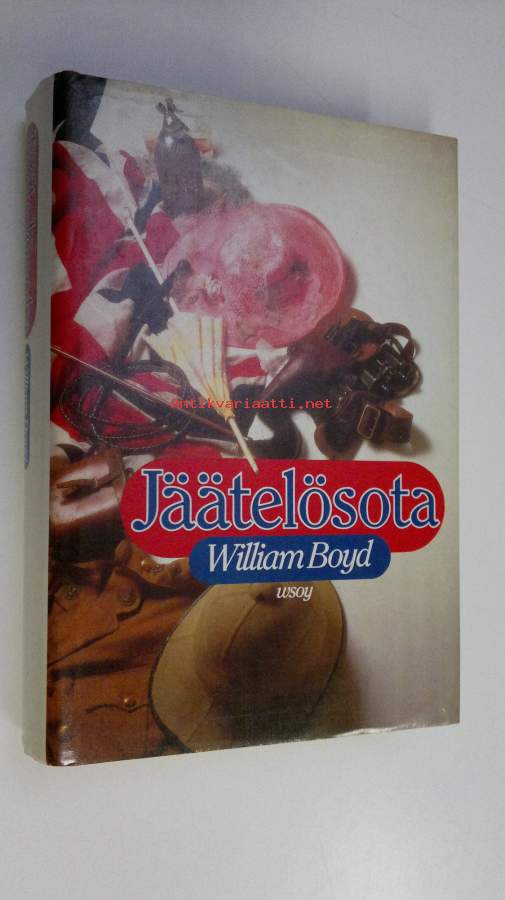 antikvariaatti.net
Jäätelösota
William Boyd
wsoy